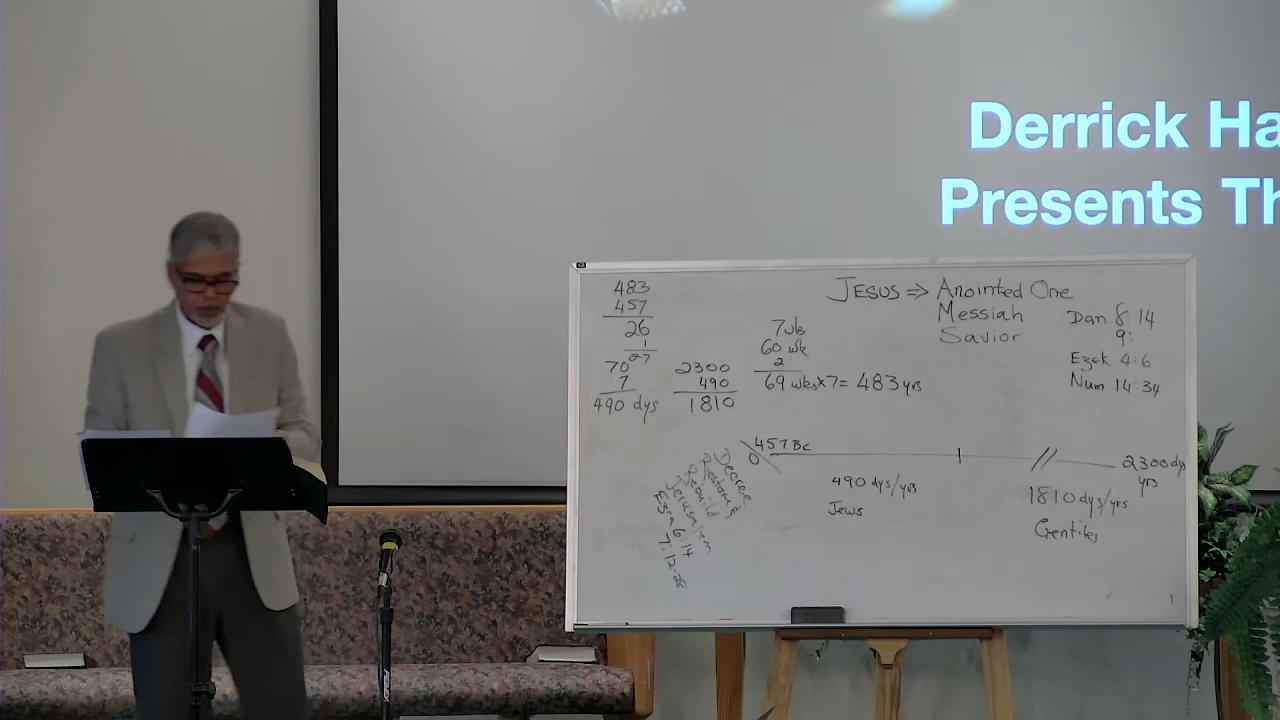 Derrick Ha
Presents Th
483
457
26
1
27
70
7
490 dys
2300
490
1810
7wks
60 wk
2
69 wks x7 = 483 yrs
JESUS ⇒ Anointed One
Messiah
Savior
Dan 8:14
9:
Ezek 4:6
Num 14:34
457 BC
0
2300 dys
yrs
490 dys/yrs
Jews
1810 dys/yrs
Gentiles
Decree
Restore &
Rebuild
Jerusalem
Ezra 6:14
7:12-26